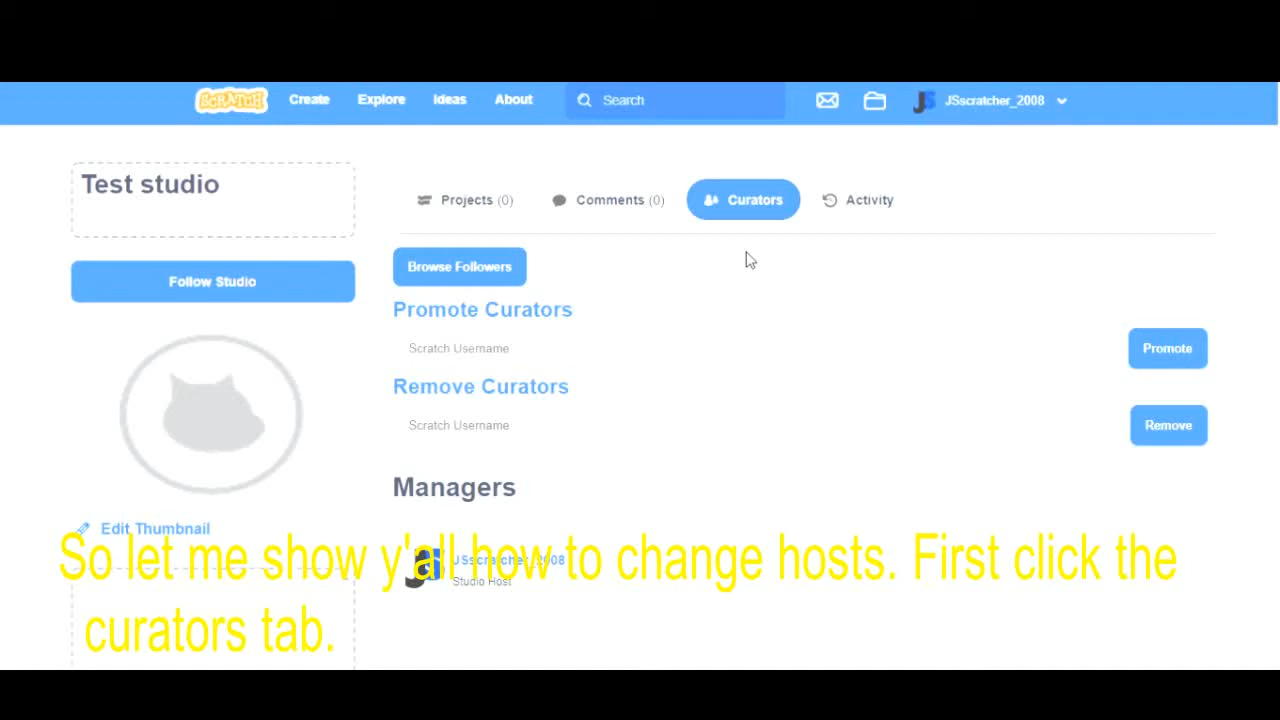 SCRATCH
Create
Explore
Ideas
About
Search
JSscratcher_2008
Test studio
Projects (0)
Comments (0)
Curators
Activity
Follow Studio
Browse Followers
Promote Curators
Scratch Username
Promote
Remove Curators
Scratch Username
Remove
Managers
Edit Thumbnail
JS
JSscratcher_2008
Studio Host
So let me show y'all how to change hosts. First click the
curators tab.